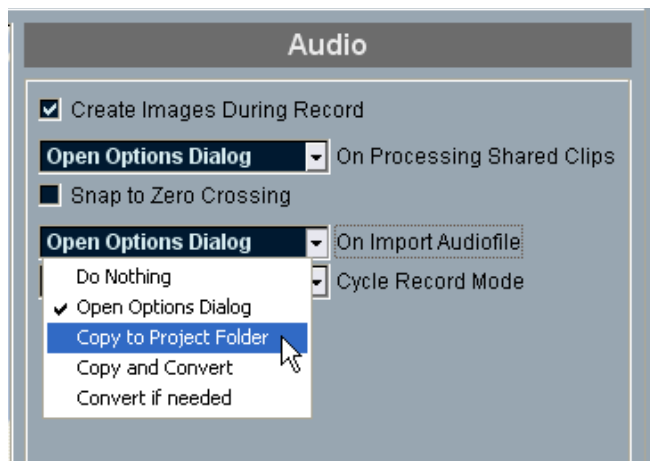 Audio
Create Images During Record
Open Options Dialog On Processing Shared Clips
Snap to Zero Crossing
Open Options Dialog On Import Audiofile
Do Nothing Cycle Record Mode
Open Options Dialog
Copy to Project Folder
Copy and Convert
Convert if needed